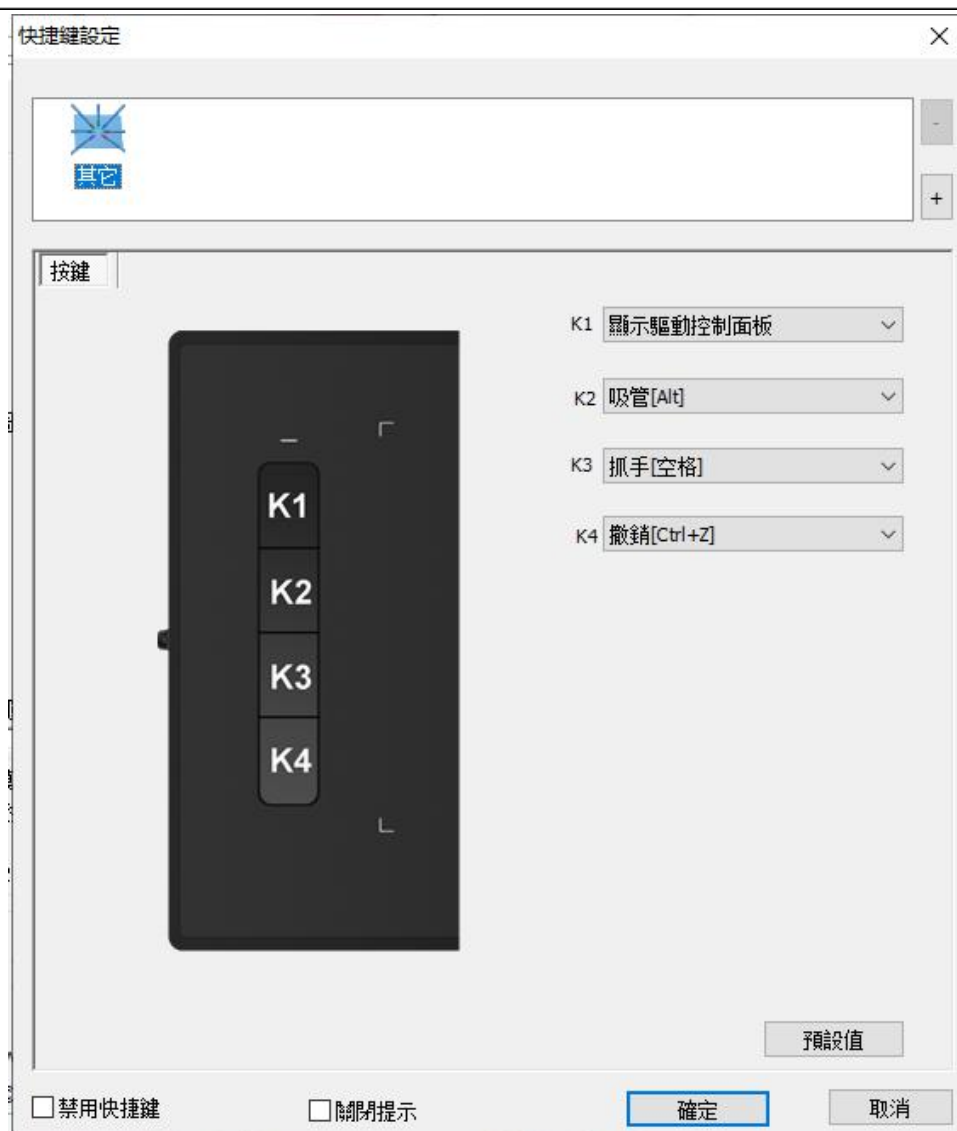 快捷鍵設定
其它
-
+
按鍵
K1 顯示驅動控制面板
K2 吸管[Alt]
K3 抓手[空格]
K4 撤銷[Ctrl+Z]
K1
K2
K3
K4
預設值
禁用快捷鍵
關閉提示
確定
取消